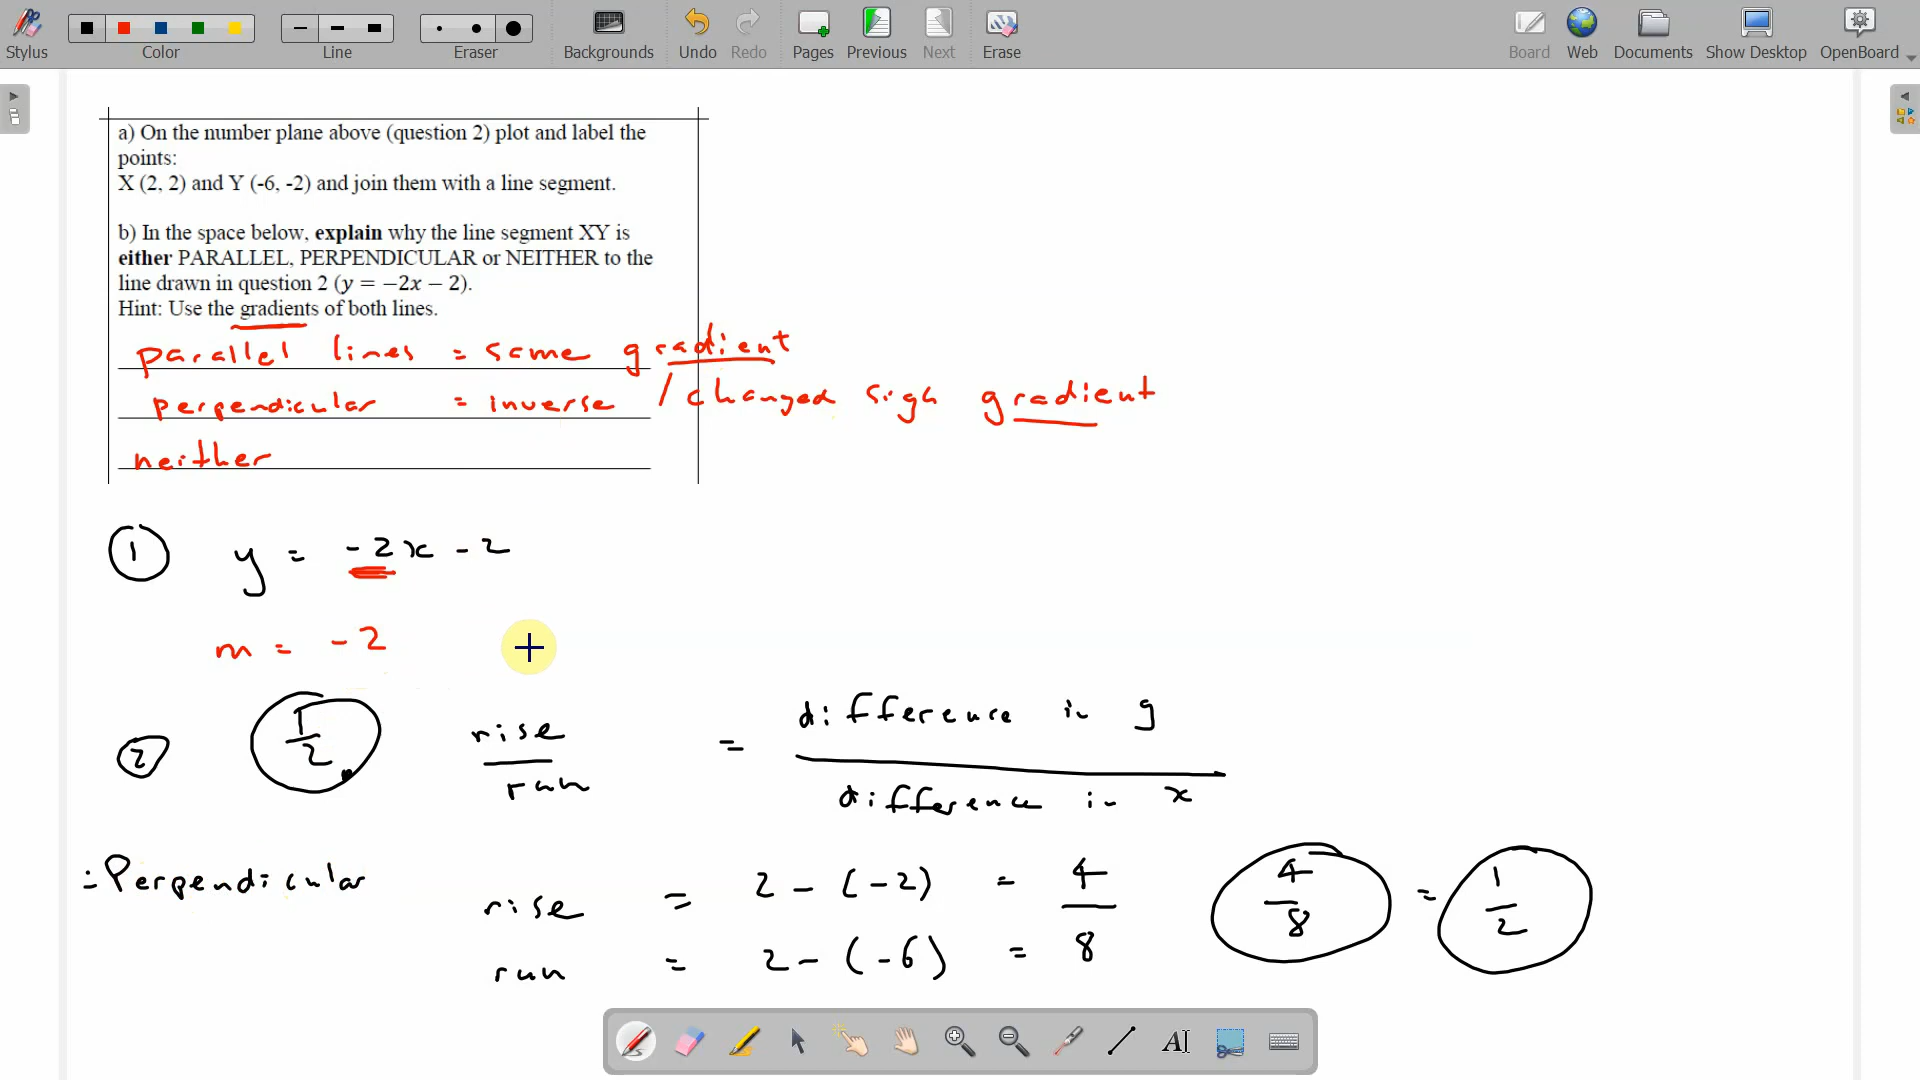 Stylus Color Line Eraser Backgrounds Undo Redo Pages Previous Next Erase Board Web Documents Show Desktop OpenBoard
a) On the number plane above (question 2) plot and label the
points:
X (2, 2) and Y (-6, -2) and join them with a line segment.
b) In the space below, explain why the line segment XY is
either PARALLEL, PERPENDICULAR or NEITHER to the
line drawn in question 2 (y = −2x − 2).
Hint: Use the gradients of both lines.
parallel lines = same gradient
perpendicular = inverse / changed sign gradient
neither
1 y = -2x - 2
m = -2
2 1/2 rise/run = difference in y / difference in x
= Perpendicular
rise = 2 - (-2) = 4
run = 2 - (-6) = 8
4/8 = 1/2
AI